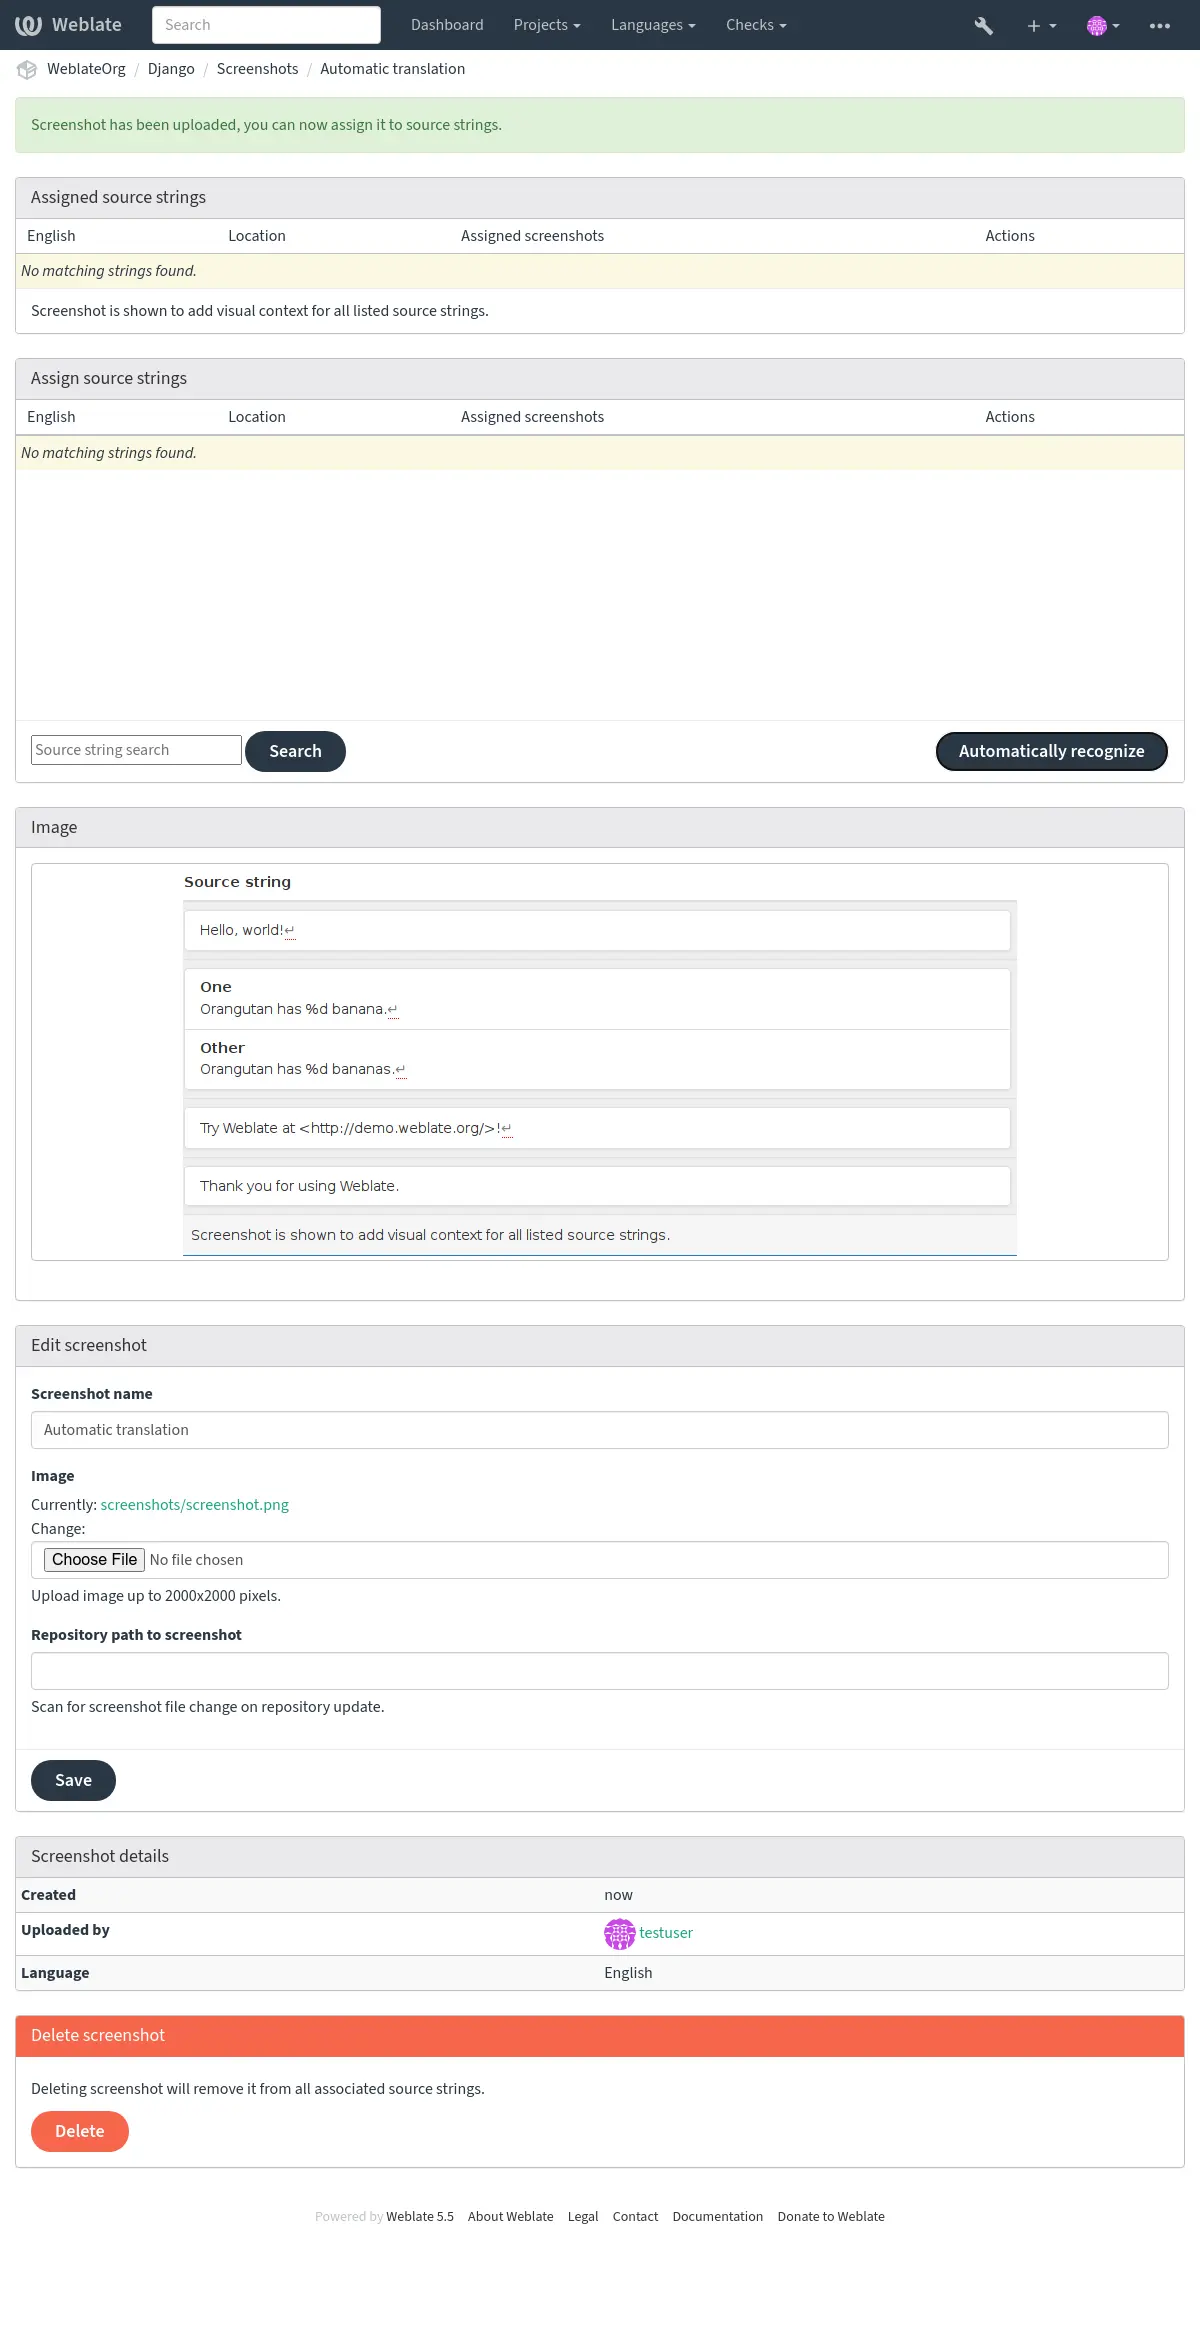 Weblate Search Dashboard Projects Languages Checks
WeblateOrg / Django / Screenshots / Automatic translation
Screenshot has been uploaded, you can now assign it to source strings.
Assigned source strings
English Location Assigned screenshots Actions
No matching strings found.
Screenshot is shown to add visual context for all listed source strings.
Assign source strings
English Location Assigned screenshots Actions
No matching strings found.
Source string search Search Automatically recognize
Image
Source string
Hello, world!↵
One
Orangutan has %d banana.↵
Other
Orangutan has %d bananas.↵
Try Weblate at <http://demo.weblate.org/>!↵
Thank you for using Weblate.
Screenshot is shown to add visual context for all listed source strings.
Edit screenshot
Screenshot name
Automatic translation
Image
Currently: screenshots/screenshot.png
Change:
Choose File No file chosen
Upload image up to 2000x2000 pixels.
Repository path to screenshot
Scan for screenshot file change on repository update.
Save
Screenshot details
Created now
Uploaded by testuser
Language English
Delete screenshot
Deleting screenshot will remove it from all associated source strings.
Delete
Powered by Weblate 5.5 About Weblate Legal Contact Documentation Donate to Weblate